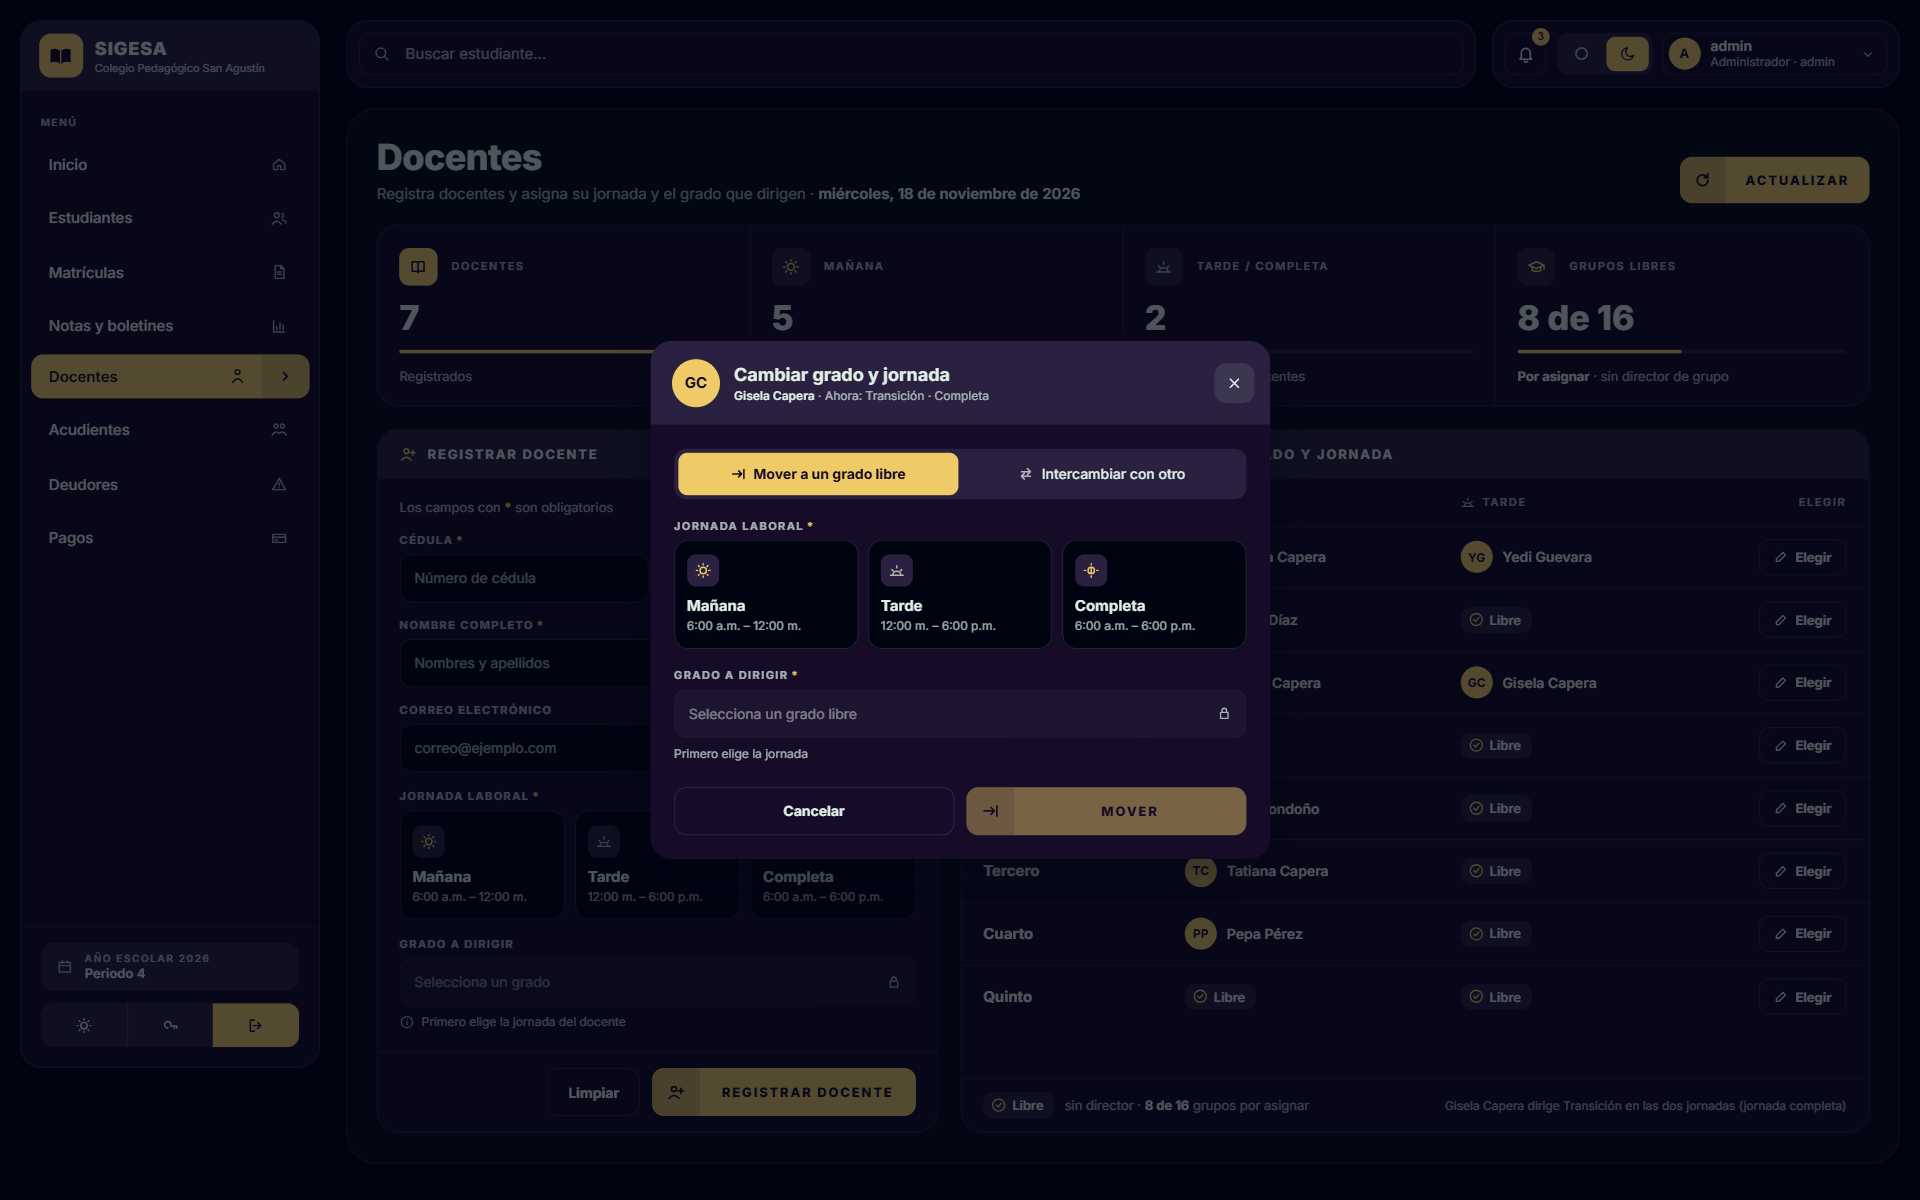 SIGESA
Colegio Pedagógico San Agustín
MENÚ
Inicio
Estudiantes
Matrículas
Notas y boletines
Docentes
Acudientes
Deudores
Pagos
AÑO ESCOLAR 2026
Periodo 4
Buscar estudiante...
3
A
admin
Administrador · admin
Docentes
Registra docentes y asigna su jornada y el grado que dirigen · miércoles, 18 de noviembre de 2026
ACTUALIZAR
DOCENTES
7
Registrados
MAÑANA
5
TARDE / COMPLETA
2
centes
GRUPOS LIBRES
8 de 16
Por asignar · sin director de grupo
REGISTRAR DOCENTE
Los campos con * son obligatorios
CÉDULA *
Número de cédula
NOMBRE COMPLETO *
Nombres y apellidos
CORREO ELECTRÓNICO
correo@ejemplo.com
JORNADA LABORAL *
Mañana
6:00 a.m. – 12:00 m.
Tarde
12:00 m. – 6:00 p.m.
Completa
6:00 a.m. – 6:00 p.m.
GRADO A DIRIGIR
Selecciona un grado
Primero elige la jornada del docente
Limpiar
REGISTRAR DOCENTE
GC
Cambiar grado y jornada
Gisela Capera · Ahora: Transición · Completa
Mover a un grado libre
Intercambiar con otro
JORNADA LABORAL *
Mañana
6:00 a.m. – 12:00 m.
Tarde
12:00 m. – 6:00 p.m.
Completa
6:00 a.m. – 6:00 p.m.
GRADO A DIRIGIR *
Selecciona un grado libre
Primero elige la jornada
Cancelar
MOVER
DO Y JORNADA
TARDE
ELEGIR
a Capera
YG
Yedi Guevara
Elegir
Díaz
Libre
Elegir
Capera
GC
Gisela Capera
Elegir
Libre
Elegir
ondoño
Libre
Elegir
Tercero
TC
Tatiana Capera
Libre
Elegir
Cuarto
PP
Pepa Pérez
Libre
Elegir
Quinto
Libre
Libre
Elegir
Libre
sin director · 8 de 16 grupos por asignar
Gisela Capera dirige Transición en las dos jornadas (jornada completa)